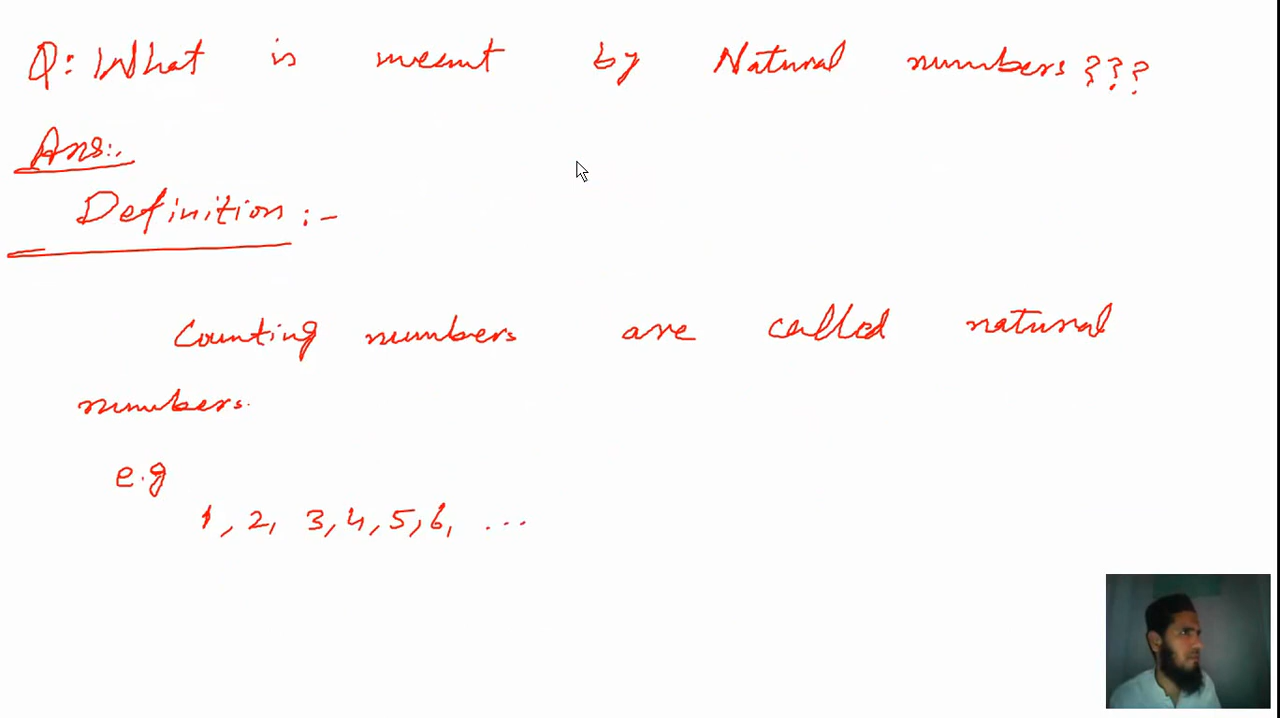 Q: What is meant by Natural numbers???
Ans:.
Definition :-
Counting numbers are called natural
numbers.
e.g
1, 2, 3, 4, 5, 6, ...